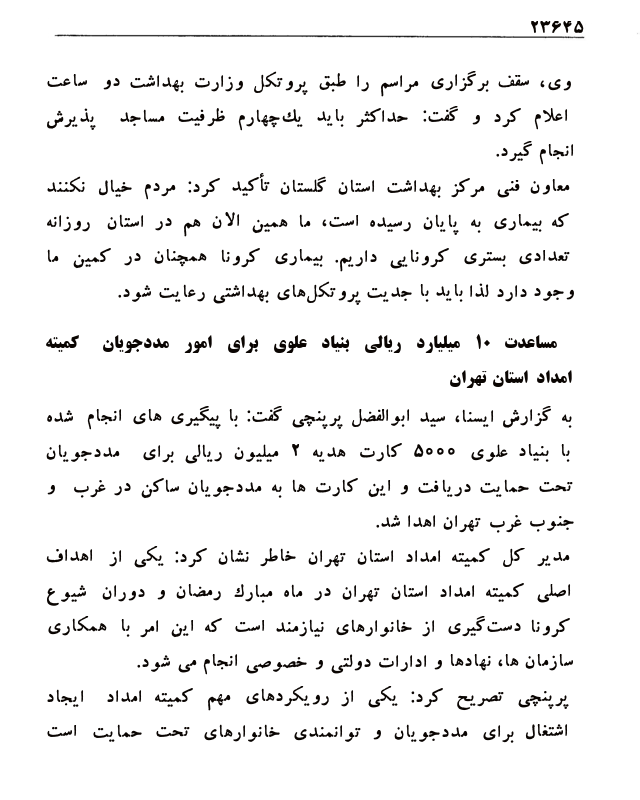 ۲۳۶۴۵
وی، سقف برگزاری مراسم را طبق پروتکل وزارت بهداشت دو ساعت
اعلام کرد و گفت: حداکثر باید یك‌چهارم ظرفیت مساجد پذیرش
انجام گیرد.
معاون فنی مرکز بهداشت استان گلستان تأکید کرد: مردم خیال نکنند
که بیماری به پایان رسیده است، ما همین الان هم در استان روزانه
تعدادی بستری کرونایی داریم. بیماری کرونا همچنان در کمین ما
وجود دارد لذا باید با جدیت پروتکل‌های بهداشتی رعایت شود.
مساعدت ۱۰ میلیارد ریالی بنیاد علوی برای امور مددجویان کمیته
امداد استان تهران
به گزارش ایسنا، سید ابوالفضل پرپنچی گفت: با پیگیری های انجام شده
با بنیاد علوی ۵۰۰۰ کارت هدیه ۲ میلیون ریالی برای مددجویان
تحت حمایت دریافت و این کارت ها به مددجویان ساکن در غرب و
جنوب غرب تهران اهدا شد.
مدیر کل کمیته امداد استان تهران خاطر نشان کرد: یکی از اهداف
اصلی کمیته امداد استان تهران در ماه مبارك رمضان و دوران شیوع
کرونا دست‌گیری از خانوارهای نیازمند است که این امر با همکاری
سازمان ها، نهادها و ادارات دولتی و خصوصی انجام می شود.
پرپنچی تصریح کرد: یکی از رویکردهای مهم کمیته امداد ایجاد
اشتغال برای مددجویان و توانمندی خانوارهای تحت حمایت است